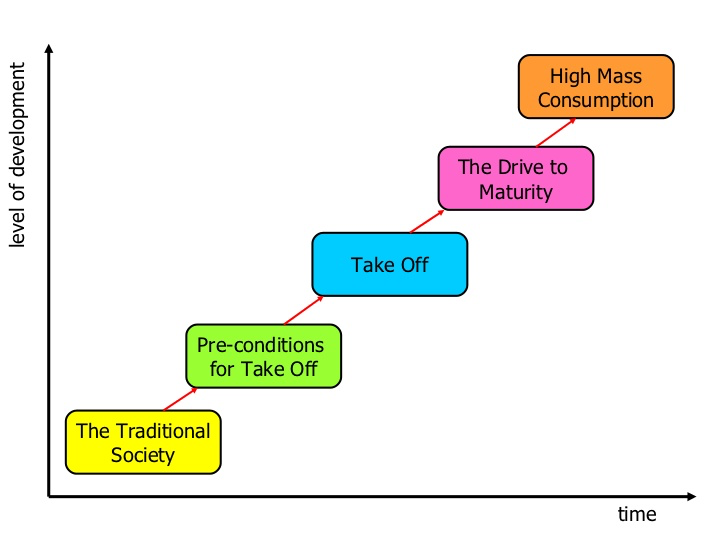 level of development
High Mass
Consumption
The Drive to
Maturity
Take Off
Pre-conditions
for Take Off
The Traditional
Society
time